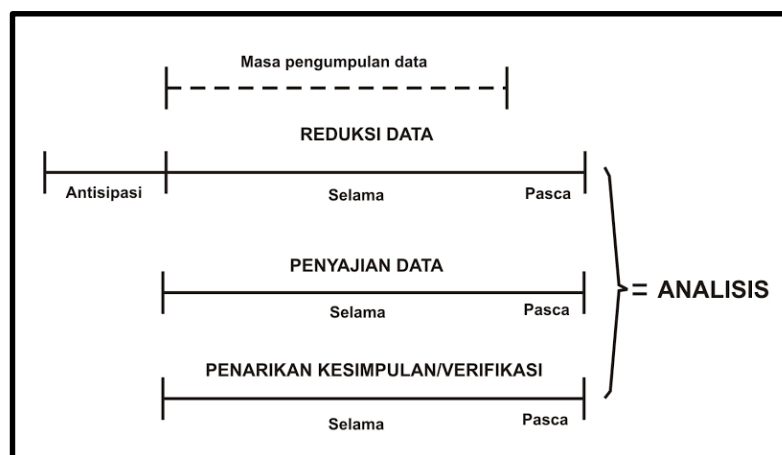 Masa pengumpulan data
REDUKSI DATA
Antisipasi Selama Pasca
PENYAJIAN DATA
Selama Pasca
= ANALISIS
PENARIKAN KESIMPULAN/VERIFIKASI
Selama Pasca